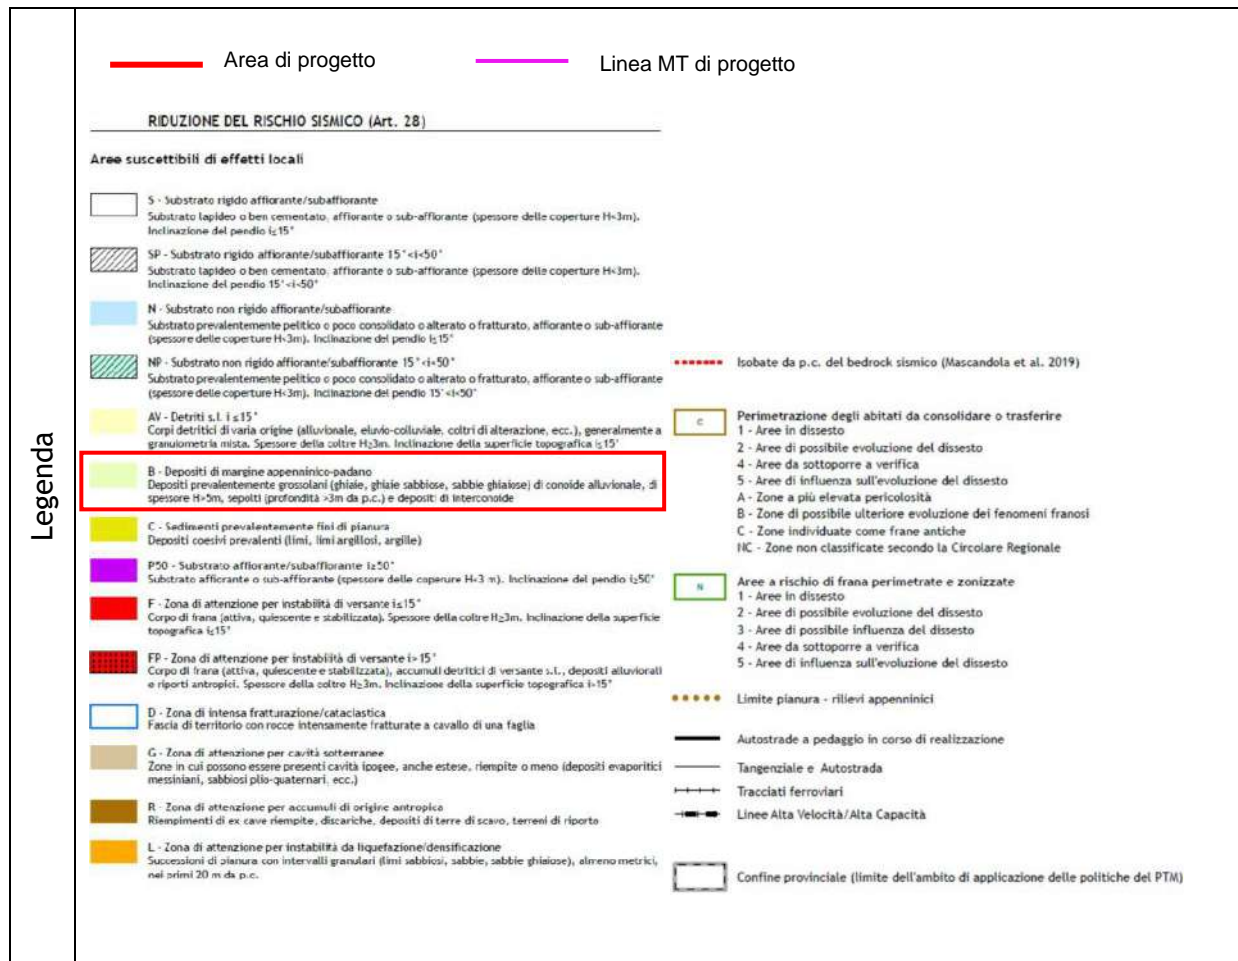 Legenda
Area di progetto
Linea MT di progetto
RIDUZIONE DEL RISCHIO SISMICO (Art. 28)
Aree suscettibili di effetti locali
S - Substrato rigido affiorante/subaffiorante
Substrato lapideo o ben cementato, affiorante o sub-affiorante (spessore delle coperture H<3m).
Inclinazione del pendio i≤15°
SP - Substrato rigido affiorante/subaffiorante 15°<i<50°
Substrato lapideo o ben cementato, affiorante o sub-affiorante (spessore delle coperture H<3m).
Inclinazione del pendio 15°<i<50°
N - Substrato non rigido affiorante/subaffiorante
Substrato prevalentemente pelitico o poco consolidato o alterato o fratturato, affiorante o sub-affiorante
(spessore delle coperture H<3m). Inclinazione del pendio i≤15°
NP - Substrato non rigido affiorante/subaffiorante 15°<i<50°
Substrato prevalentemente pelitico o poco consolidato o alterato o fratturato, affiorante o sub-affiorante
(spessore delle coperture H<3m). Inclinazione del pendio 15°<i<50°
AV - Detriti s.l. i ≤15°
Corpi detritici di varia origine (alluvionale, eluvio-colluviale, coltri di alterazione, ecc.), generalmente a
granulometria mista. Spessore della coltre H≥3m. Inclinazione della superficie topografica i≤15°
B - Depositi di margine appenninico-padano
Depositi prevalentemente grossolani (ghiaie, ghiaie sabbiose, sabbie ghiaiose) di conoide alluvionale, di
spessore H>5m, sepolti (profondità >3m da p.c.) e depositi di interconoide
C - Sedimenti prevalentemente fini di pianura
Depositi coesivi prevalenti (limi, limi argillosi, argille)
P50 - Substrato affiorante/subaffiorante i≥50°
Substrato affiorante o sub-affiorante (spessore delle coperure H<3 m). Inclinazione del pendio i≥50°
F - Zona di attenzione per instabilità di versante i≤15°
Corpo di frana (attiva, quiescente e stabilizzata). Spessore della coltre H≥3m. Inclinazione della superficie
topografica i≤15°
FP - Zona di attenzione per instabilità di versante i>15°
Corpo di frana (attiva, quiescente e stabilizzata), accumuli detritici di versante s.l., depositi alluvionali
e riporti antropici. Spessore della coltre H≥3m. Inclinazione della superficie topografica i>15°
D - Zona di intensa fratturazione/cataclastica
Fascia di territorio con rocce intensamente fratturate a cavallo di una faglia
G - Zona di attenzione per cavità sotterranee
Zone in cui possono essere presenti cavità ipogee, anche estese, riempite o meno (depositi evaporitici
messiniani, sabbiosi plio-quaternari, ecc.)
R - Zona di attenzione per accumuli di origine antropica
Riempimenti di ex cave riempite, discariche, depositi di terre di scavo, terreni di riporto
L - Zona di attenzione per instabilità da liquefazione/densificazione
Successioni di pianura con intervalli granulari (limi sabbiosi, sabbie, sabbie ghiaiose), almeno metrici,
nei primi 20 m da p.c.
Isobate da p.c. del bedrock sismico (Mascandola et al. 2019)
C
Perimetrazione degli abitati da consolidare o trasferire
1 - Aree in dissesto
2 - Aree di possibile evoluzione del dissesto
4 - Aree da sottoporre a verifica
5 - Aree di influenza sull'evoluzione del dissesto
A - Zone a più elevata pericolosità
B - Zone di possibile ulteriore evoluzione dei fenomeni franosi
C - Zone individuate come frane antiche
NC - Zone non classificate secondo la Circolare Regionale
N
Aree a rischio di frana perimetrate e zonizzate
1 - Aree in dissesto
2 - Aree di possibile evoluzione del dissesto
3 - Aree di possibile influenza del dissesto
4 - Aree da sottoporre a verifica
5 - Aree di influenza sull'evoluzione del dissesto
Limite pianura - rilievi appenninici
Autostrade a pedaggio in corso di realizzazione
Tangenziale e Autostrada
Tracciati ferroviari
Linee Alta Velocità/Alta Capacità
Confine provinciale (limite dell'ambito di applicazione delle politiche del PTM)